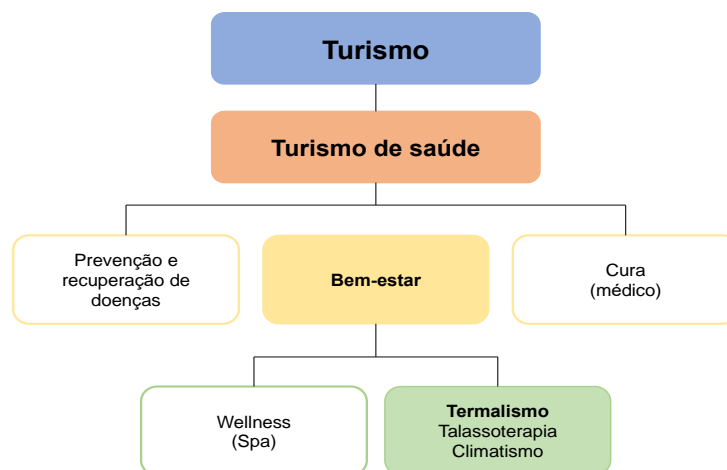 Turismo
Turismo de saúde
Prevenção e
recuperação de
doenças
Bem-estar
Cura
(médico)
Wellness
(Spa)
Termalismo
Talassoterapia
Climatismo